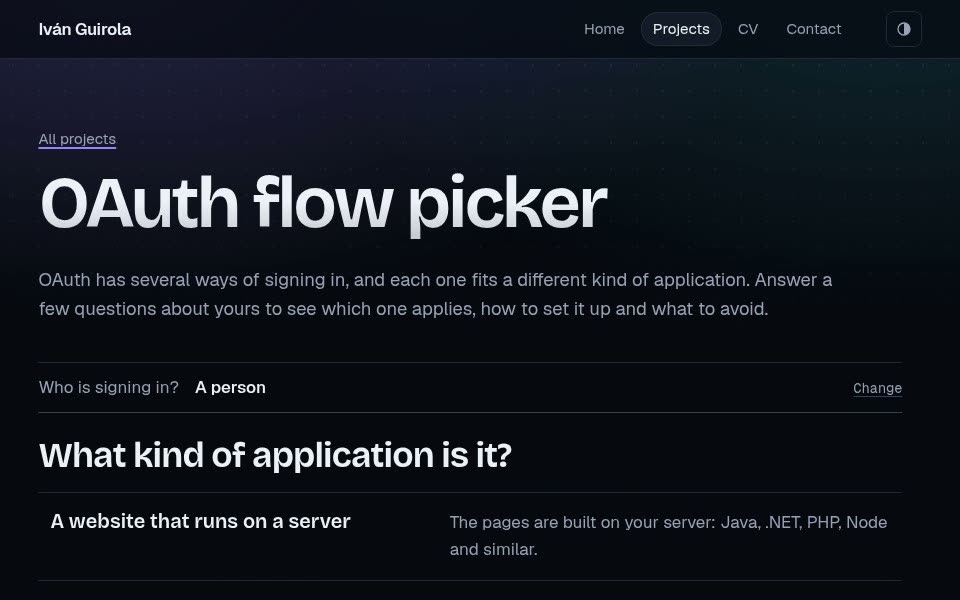 Iván Guirola
Home
Projects
CV
Contact
All projects
OAuth flow picker
OAuth has several ways of signing in, and each one fits a different kind of application. Answer a
few questions about yours to see which one applies, how to set it up and what to avoid.
Who is signing in? A person
Change
What kind of application is it?
A website that runs on a server
The pages are built on your server: Java, .NET, PHP, Node
and similar.